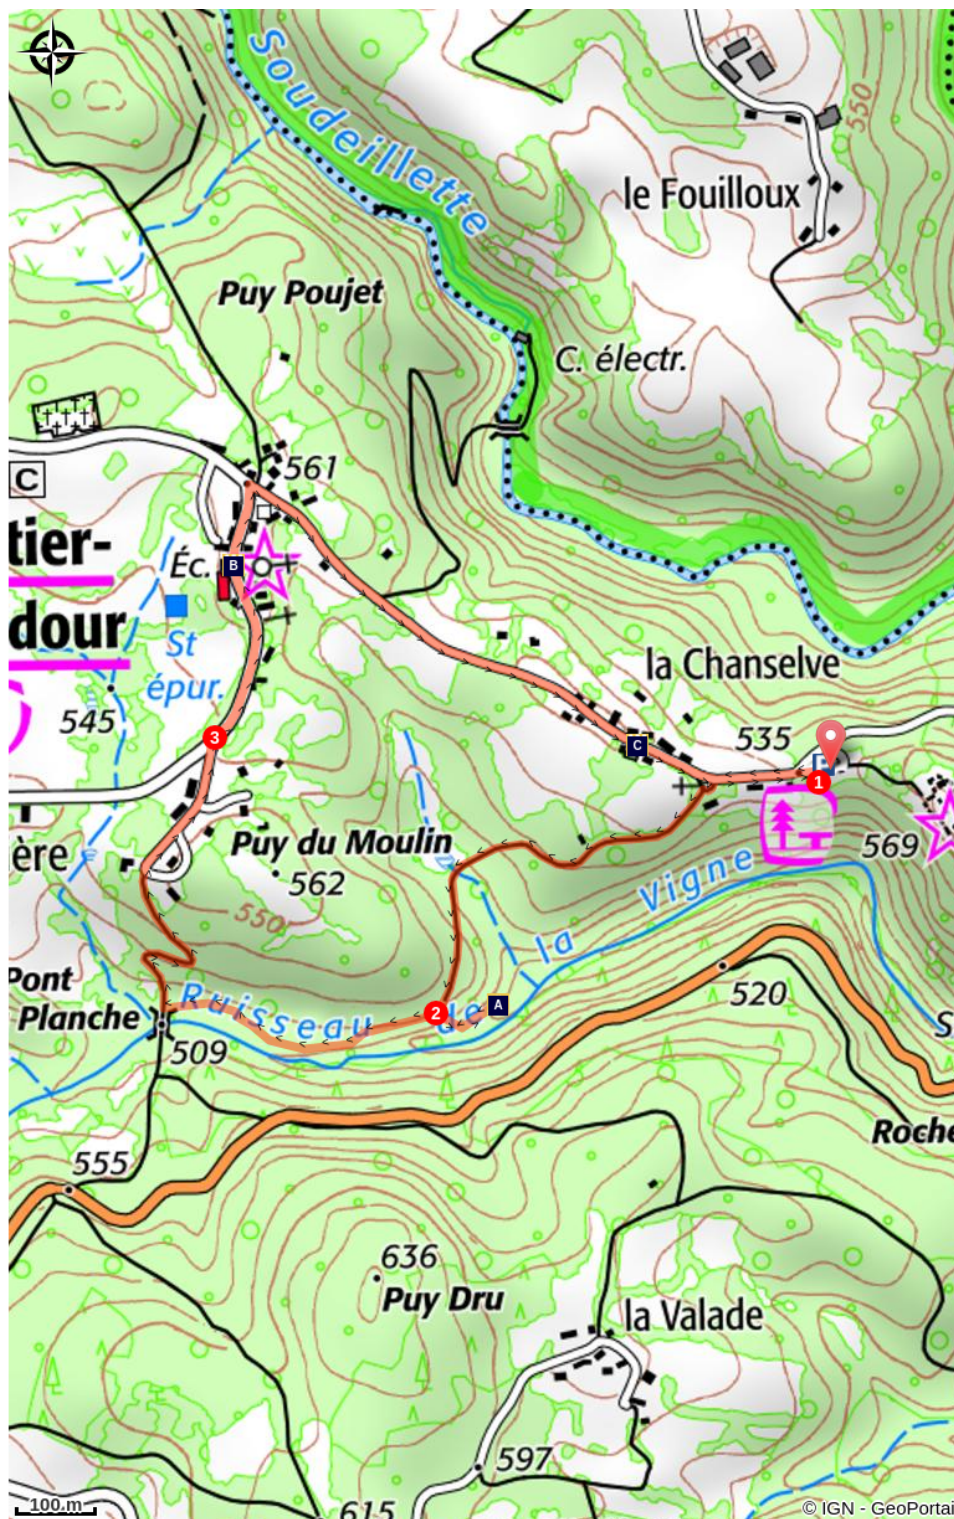 Soudeillette
550
le Fouilloux
Puy Poujet
C. électr.
561
C
tier-
Éc.
B
dour
St
épur.
la Chanselve
545
3
C
535
1
ère
Puy du Moulin
562
569
550
Vigne
la
Pont
Planche
Ruisseau de
2
A
520
509
S
Roche
555
636
Puy Dru
la Valade
597
615
100 m
© IGN - GeoPortai